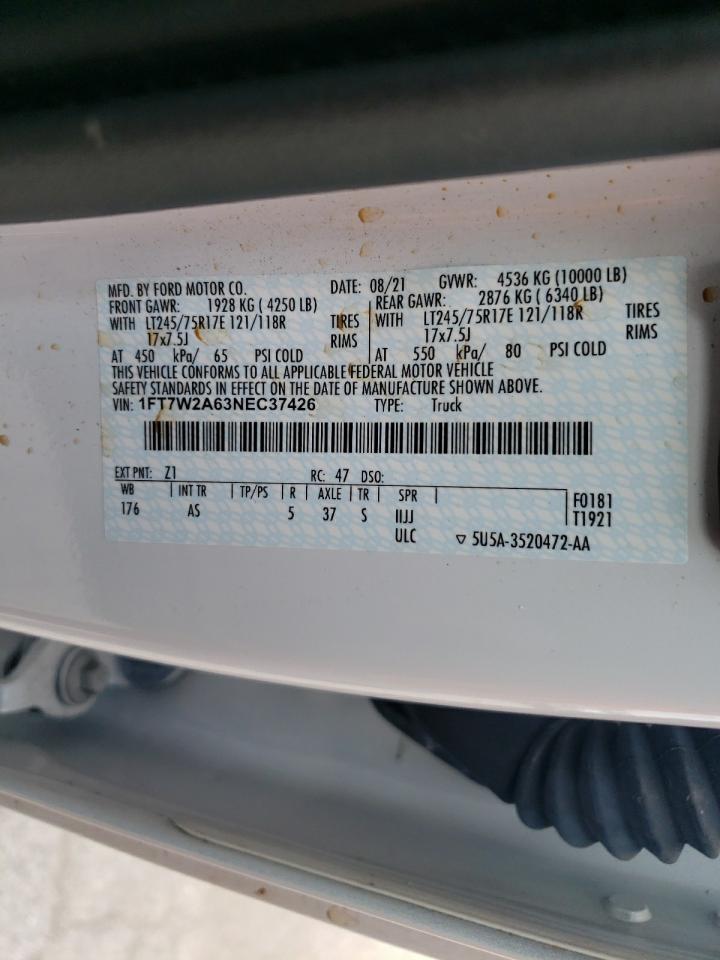 MFD. BY FORD MOTOR CO. DATE: 08/21 GVWR: 4536 KG (10000 LB)
FRONT GAWR: 1928 KG ( 4250 LB) REAR GAWR: 2876 KG ( 6340 LB)
WITH LT245/75R17E 121/118R TIRES WITH LT245/75R17E 121/118R TIRES
17x7.5J RIMS 17x7.5J RIMS
AT 450 kPa/ 65 PSI COLD AT 550 kPa/ 80 PSI COLD
THIS VEHICLE CONFORMS TO ALL APPLICABLE FEDERAL MOTOR VEHICLE
SAFETY STANDARDS IN EFFECT ON THE DATE OF MANUFACTURE SHOWN ABOVE.
VIN: 1FT7W2A63NEC37426 TYPE: Truck
EXT PNT: Z1 RC: 47 DSO:
WB INT TR TP/PS R AXLE TR SPR F0181
176 AS 5 37 S IIJJ T1921
ULC ▽ 5U5A-3520472-AA